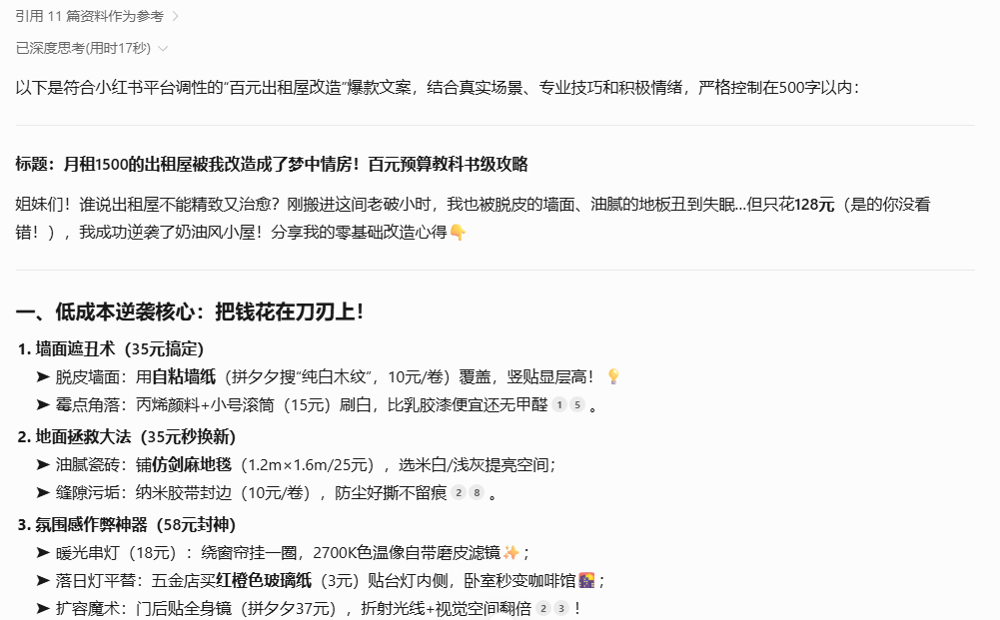 引用 11 篇资料作为参考 >
已深度思考(用时17秒)
以下是符合小红书平台调性的“百元出租屋改造”爆款文案，结合真实场景、专业技巧和积极情绪，严格控制在500字以内：
标题：月租1500的出租屋被我改造成了梦中情房！百元预算教科书级攻略
姐妹们！谁说出租屋不能精致又治愈？刚搬进这间老破小时，我也被脱皮的墙面、油腻的地板丑到失眠...但只花128元（是的你没看
错！），我成功逆袭了奶油风小屋！分享我的零基础改造心得👇
一、低成本逆袭核心：把钱花在刀刃上！
1. 墙面遮丑术（35元搞定）
➤ 脱皮墙面：用自粘墙纸（拼夕夕搜“纯白木纹”，10元/卷）覆盖，竖贴显层高！💡
➤ 霉点角落：丙烯颜料+小号滚筒（15元）刷白，比乳胶漆便宜还无甲醛 1 5 。
2. 地面拯救大法（35元秒换新）
➤ 油腻瓷砖：铺仿剑麻地毯（1.2m×1.6m/25元），选米白/浅灰提亮空间；
➤ 缝隙污垢：纳米胶带封边（10元/卷），防尘好撕不留痕 2 8 。
3. 氛围感作弊神器（58元封神）
➤ 暖光串灯（18元）：绕窗帘挂一圈，2700K色温像自带磨皮滤镜✨；
➤ 落日灯平替：五金店买红橙色玻璃纸（3元）贴台灯内侧，卧室秒变咖啡馆🌇；
➤ 扩容魔术：门后贴全身镜（拼夕夕37元），折射光线+视觉空间翻倍 2 3 ！